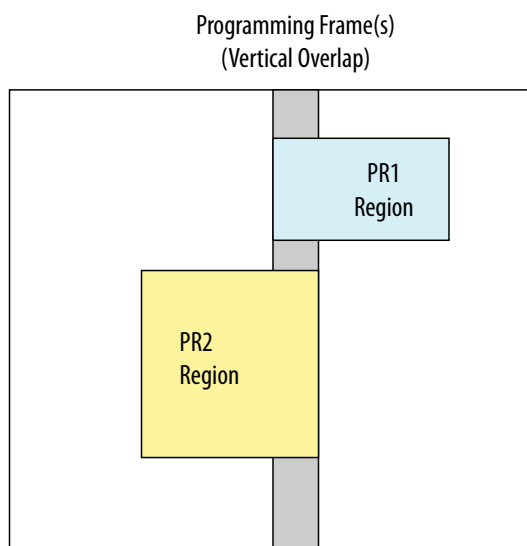 Programming Frame(s)
(Vertical Overlap)
PR1
Region
PR2
Region